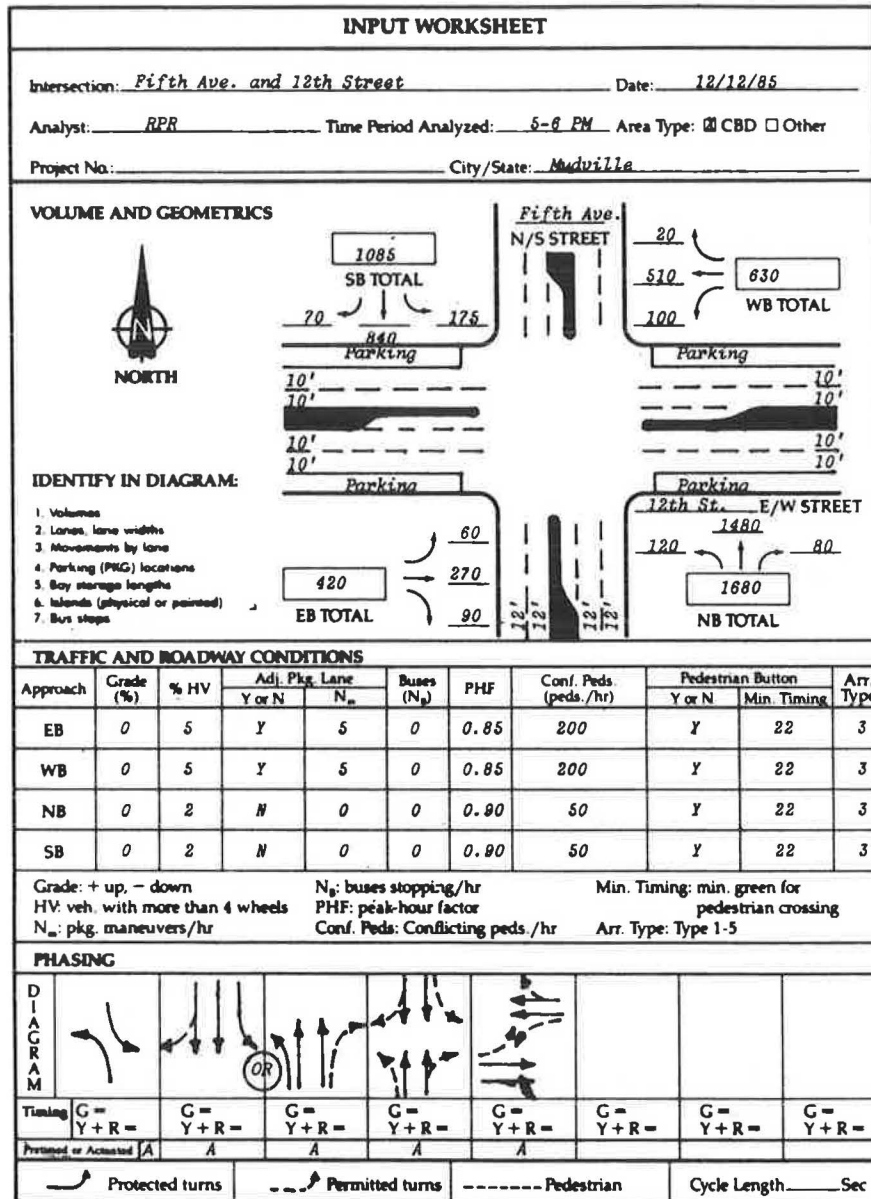 INPUT WORKSHEET
Intersection: Fifth Ave. and 12th Street Date: 12/12/85
Analyst: RPR Time Period Analyzed: 5-6 PM Area Type: ☒ CBD ☐ Other
Project No.: City/State: Mudville
VOLUME AND GEOMETRICS
Fifth Ave.
N/S STREET
1085
SB TOTAL
70 840 175
20
510
100
630
WB TOTAL
N
NORTH
Parking
Parking
10'
10'
10'
10'
10'
10'
10'
10'
Parking
Parking
12th St. E/W STREET
IDENTIFY IN DIAGRAM:
1. Volumes
2. Lanes, lane widths
3. Movements by lane
4. Parking (PKG) locations
5. Bay storage lengths
6. Islands (physical or painted)
7. Bus stops
60
270
90
420
EB TOTAL
12' 12' 12' 12'
1480
120 80
1680
NB TOTAL
TRAFFIC AND ROADWAY CONDITIONS
Approach Grade (%) % HV Adj. Pkg. Lane Buses (N_B) PHF Conf. Peds. (peds./hr) Pedestrian Button Arr. Type
Y or N N_m Y or N Min. Timing
EB 0 5 Y 5 0 0.85 200 Y 22 3
WB 0 5 Y 5 0 0.85 200 Y 22 3
NB 0 2 N 0 0 0.90 50 Y 22 3
SB 0 2 N 0 0 0.90 50 Y 22 3
Grade: + up, − down N_B: buses stopping/hr Min. Timing: min. green for
HV: veh. with more than 4 wheels PHF: peak-hour factor pedestrian crossing
N_m: pkg. maneuvers/hr Conf. Peds: Conflicting peds./hr Arr. Type: Type 1-5
PHASING
DIAGRAM
OR
Timing G = G = G = G = G = G = G = G =
Y + R = Y + R = Y + R = Y + R = Y + R = Y + R = Y + R = Y + R =
Pretimed or Actuated A A A A A
Protected turns Permitted turns Pedestrian Cycle Length Sec